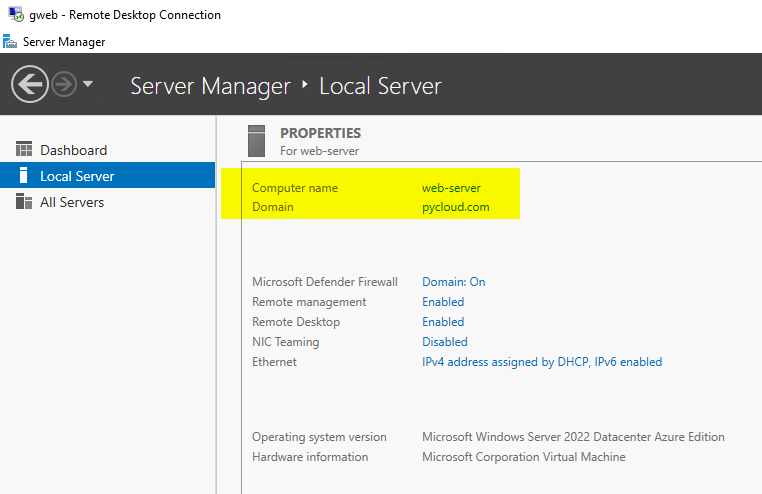 gweb - Remote Desktop Connection
Server Manager
Server Manager ‣ Local Server
Dashboard
Local Server
All Servers
PROPERTIES
For web-server
Computer name web-server
Domain pycloud.com
Microsoft Defender Firewall Domain: On
Remote management Enabled
Remote Desktop Enabled
NIC Teaming Disabled
Ethernet IPv4 address assigned by DHCP, IPv6 enabled
Operating system version Microsoft Windows Server 2022 Datacenter Azure Edition
Hardware information Microsoft Corporation Virtual Machine